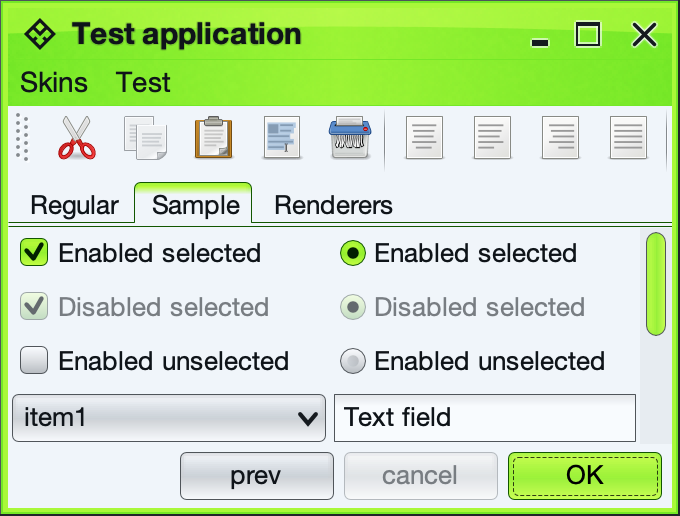 Test application
Skins Test
Regular Sample Renderers
Enabled selected Enabled selected
Disabled selected Disabled selected
Enabled unselected Enabled unselected
item1 Text field
prev cancel OK